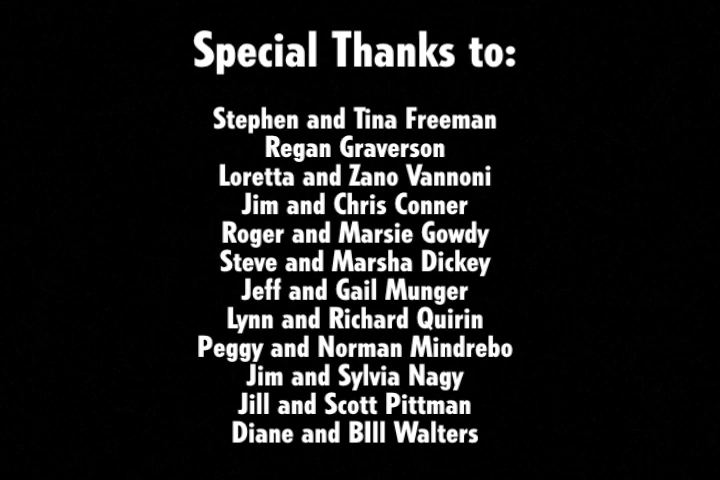 Special Thanks to:
Stephen and Tina Freeman
Regan Graverson
Loretta and Zano Vannoni
Jim and Chris Conner
Roger and Marsie Gowdy
Steve and Marsha Dickey
Jeff and Gail Munger
Lynn and Richard Quirin
Peggy and Norman Mindrebo
Jim and Sylvia Nagy
Jill and Scott Pittman
Diane and BIll Walters